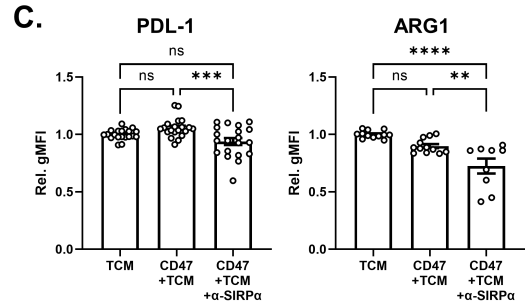 C.
PDL-1
ns
ns ***
Rel. gMFI
1.5
1.0
0.5
0.0
TCM
CD47
+TCM
CD47
+TCM
+α-SIRPα
ARG1
****
ns **
Rel. gMFI
1.5
1.0
0.5
0.0
TCM
CD47
+TCM
CD47
+TCM
+α-SIRPα